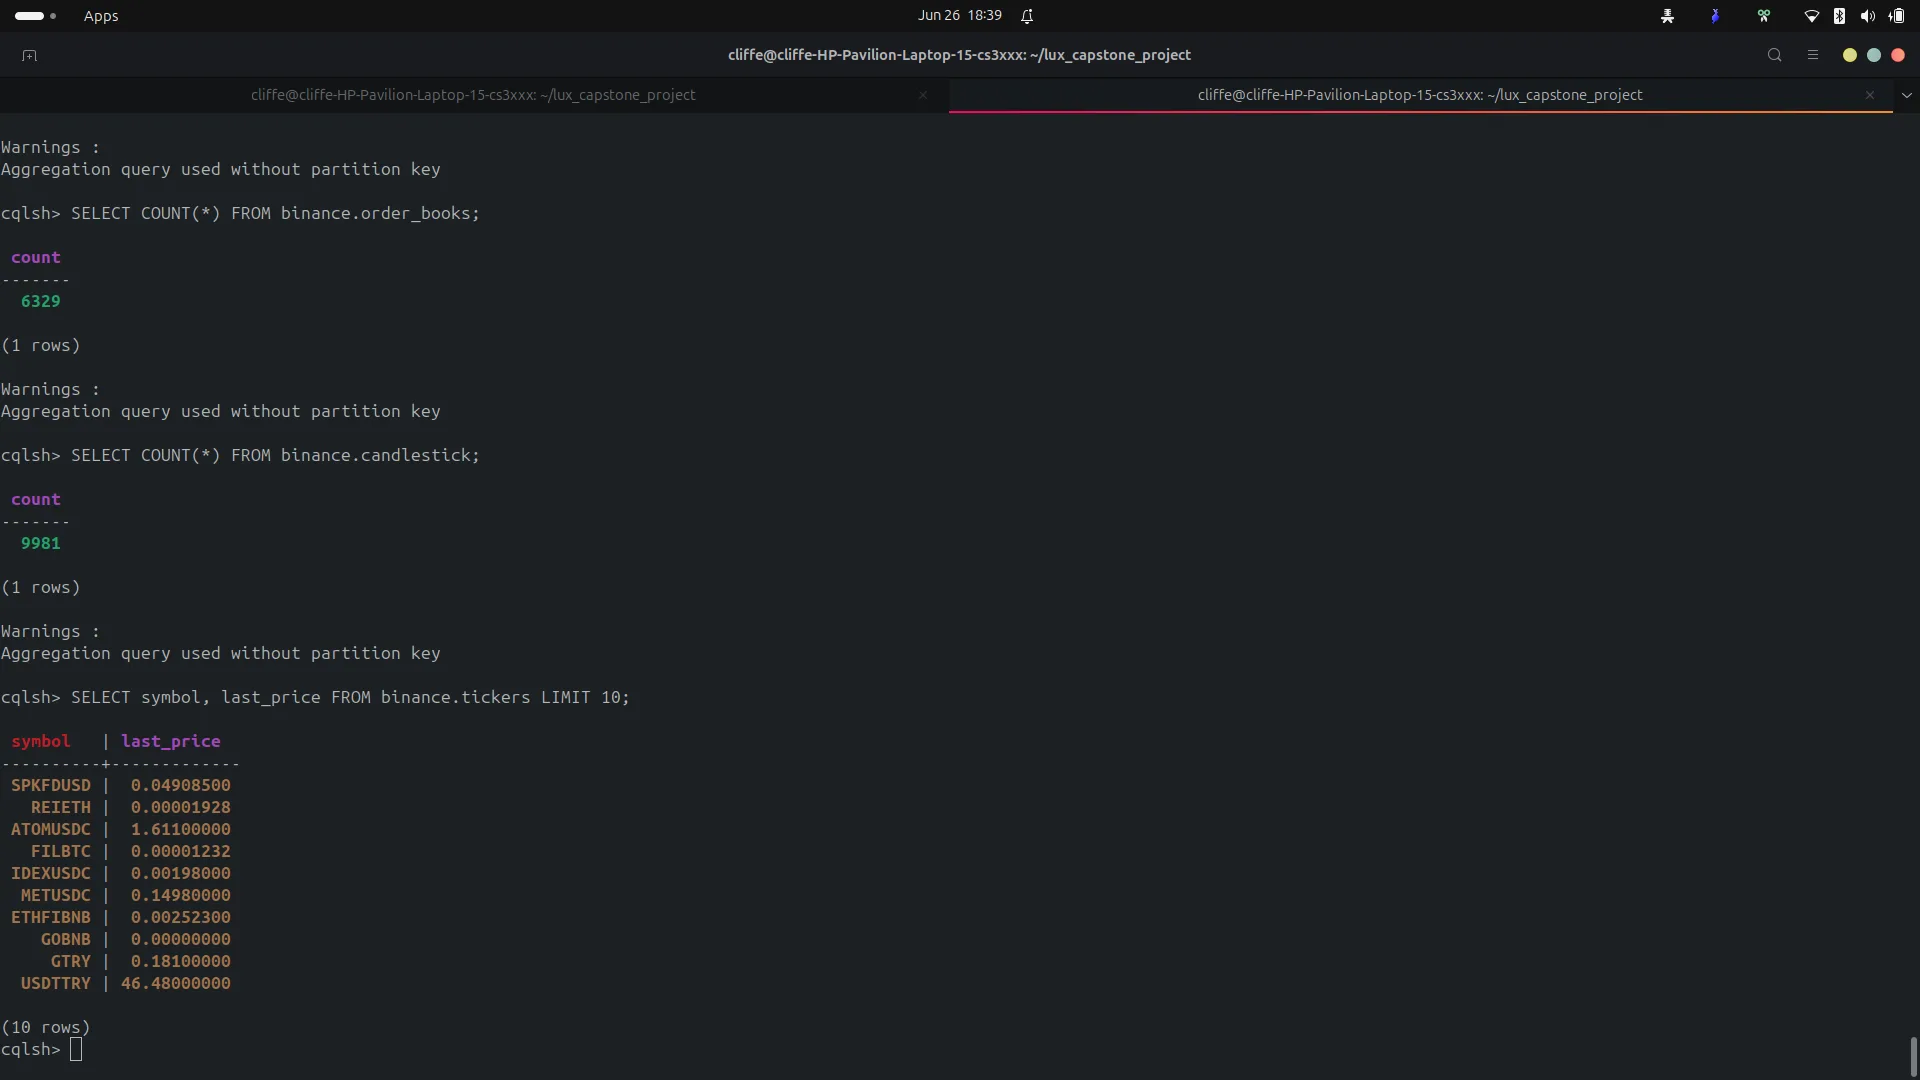 Apps
Jun 26 18:39
cliffe@cliffe-HP-Pavilion-Laptop-15-cs3xxx: ~/lux_capstone_project
cliffe@cliffe-HP-Pavilion-Laptop-15-cs3xxx: ~/lux_capstone_project
cliffe@cliffe-HP-Pavilion-Laptop-15-cs3xxx: ~/lux_capstone_project
Warnings :
Aggregation query used without partition key
cqlsh> SELECT COUNT(*) FROM binance.order_books;
count
-------
6329
(1 rows)
Warnings :
Aggregation query used without partition key
cqlsh> SELECT COUNT(*) FROM binance.candlestick;
count
-------
9981
(1 rows)
Warnings :
Aggregation query used without partition key
cqlsh> SELECT symbol, last_price FROM binance.tickers LIMIT 10;
symbol   | last_price
----------+-------------
SPKFDUSD |  0.04908500
REIETH |  0.00001928
ATOMUSDC |  1.61100000
FILBTC |  0.00001232
IDEXUSDC |  0.00198000
METUSDC |  0.14980000
ETHFIBNB |  0.00252300
GOBNB |  0.00000000
GTRY |  0.18100000
USDTTRY | 46.48000000
(10 rows)
cqlsh>